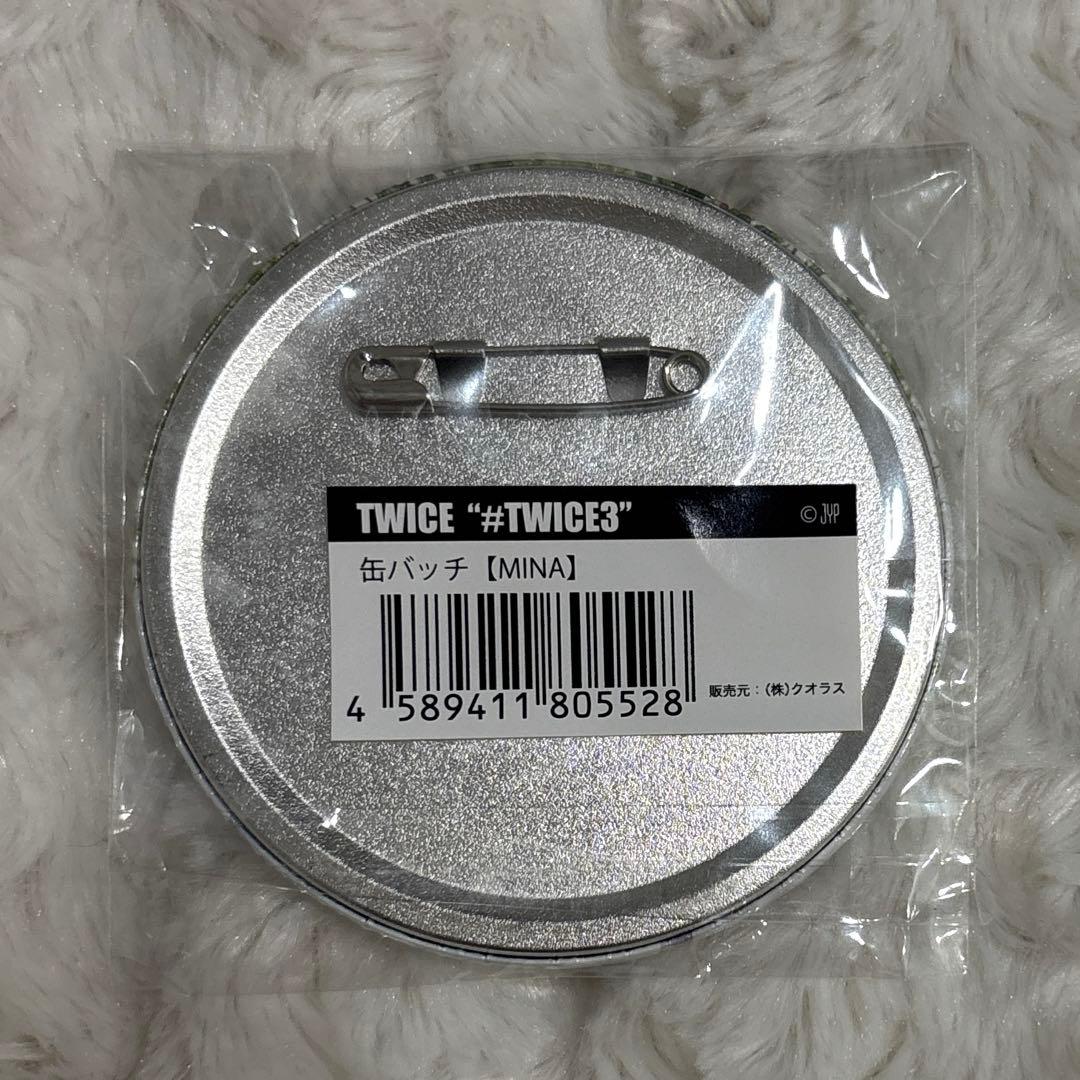 TWICE “#TWICE3” © JYP
缶バッチ【MINA】
4 589411 805528
販売元：(株)クオラス